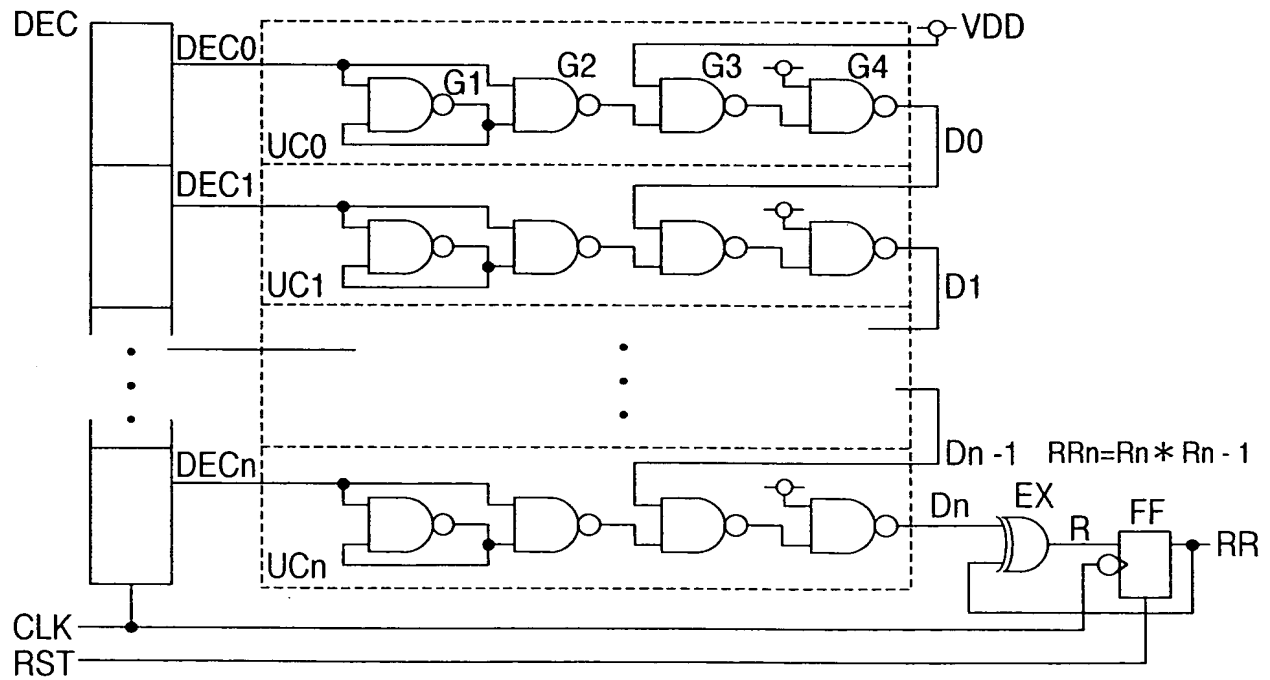 DEC
DEC0
VDD
G1
G2
G3
G4
UC0
D0
DEC1
UC1
D1
DECn
Dn -1 RRn=Rn * Rn - 1
Dn
EX
R
FF
RR
UCn
CLK
RST